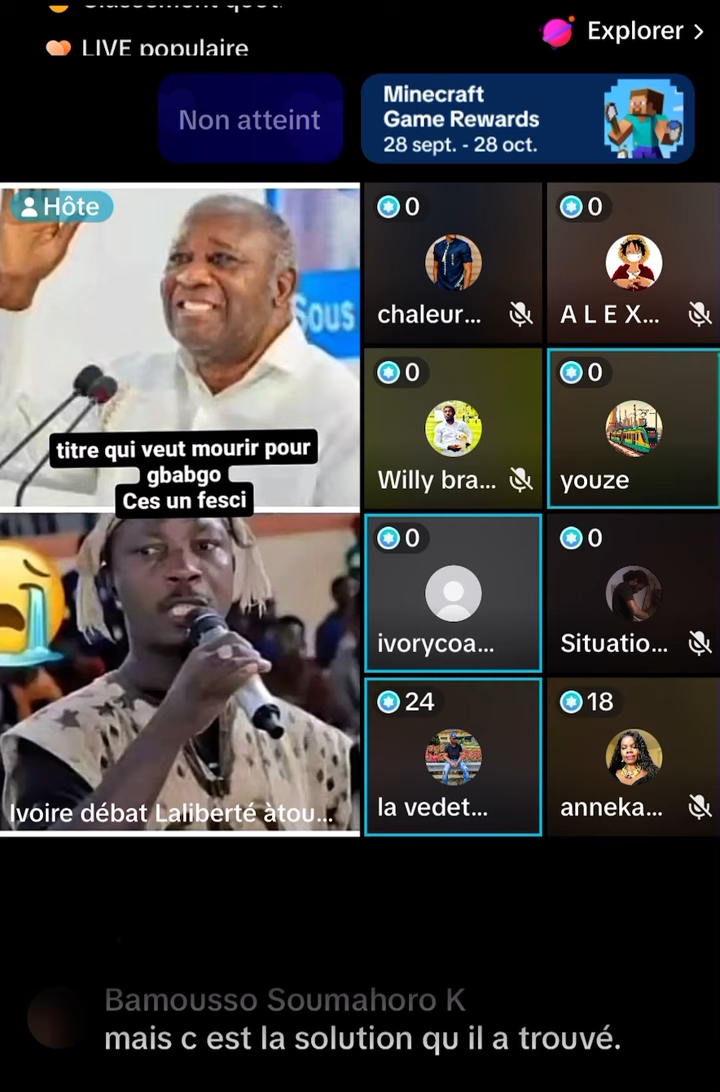 LIVE populaire
Explorer >
Non atteint
Minecraft
Game Rewards
28 sept. - 28 oct.
Hôte
Sous
titre qui veut mourir pour
gbabgo
Ces un fesci
Ivoire débat Laliberté àtou...
0
chaleur...
0
A L E X...
0
Willy bra...
0
youze
0
ivorycoa...
0
Situatio...
24
la vedet...
18
anneka...
Bamousso Soumahoro K
mais c est la solution qu il a trouvé.